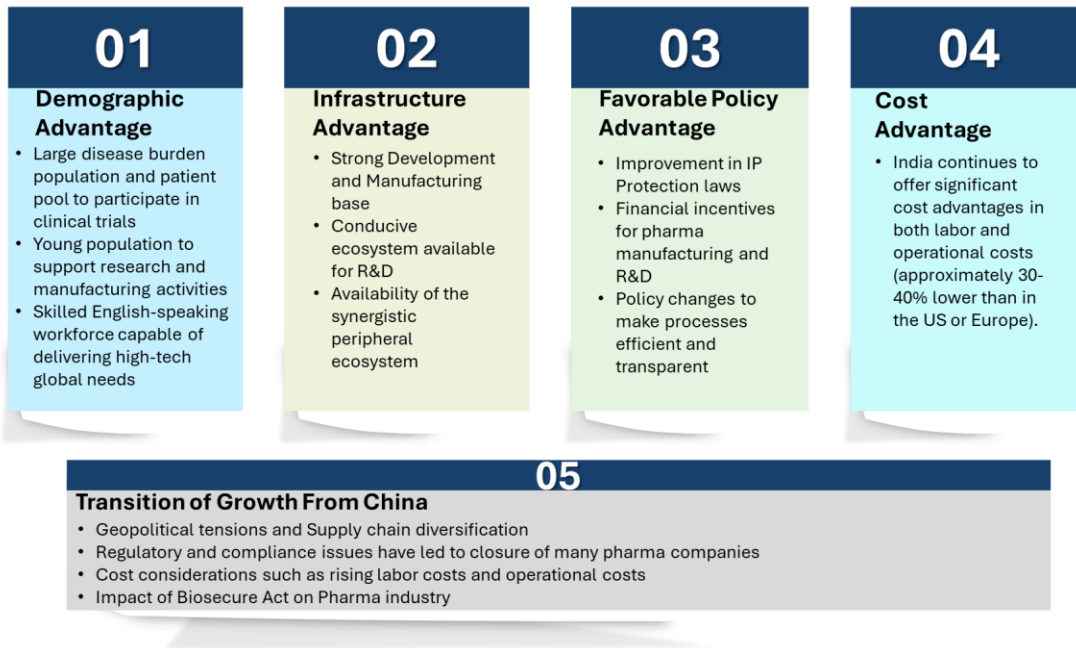 01
Demographic
Advantage
• Large disease burden
population and patient
pool to participate in
clinical trials
• Young population to
support research and
manufacturing activities
• Skilled English-speaking
workforce capable of
delivering high-tech
global needs
02
Infrastructure
Advantage
• Strong Development
and Manufacturing
base
• Conducive
ecosystem available
for R&D
• Availability of the
synergistic
peripheral
ecosystem
03
Favorable Policy
Advantage
• Improvement in IP
Protection laws
• Financial incentives
for pharma
manufacturing and
R&D
• Policy changes to
make processes
efficient and
transparent
04
Cost
Advantage
• India continues to
offer significant
cost advantages in
both labor and
operational costs
(approximately 30-
40% lower than in
the US or Europe).
05
Transition of Growth From China
• Geopolitical tensions and Supply chain diversification
• Regulatory and compliance issues have led to closure of many pharma companies
• Cost considerations such as rising labor costs and operational costs
• Impact of Biosecure Act on Pharma industry